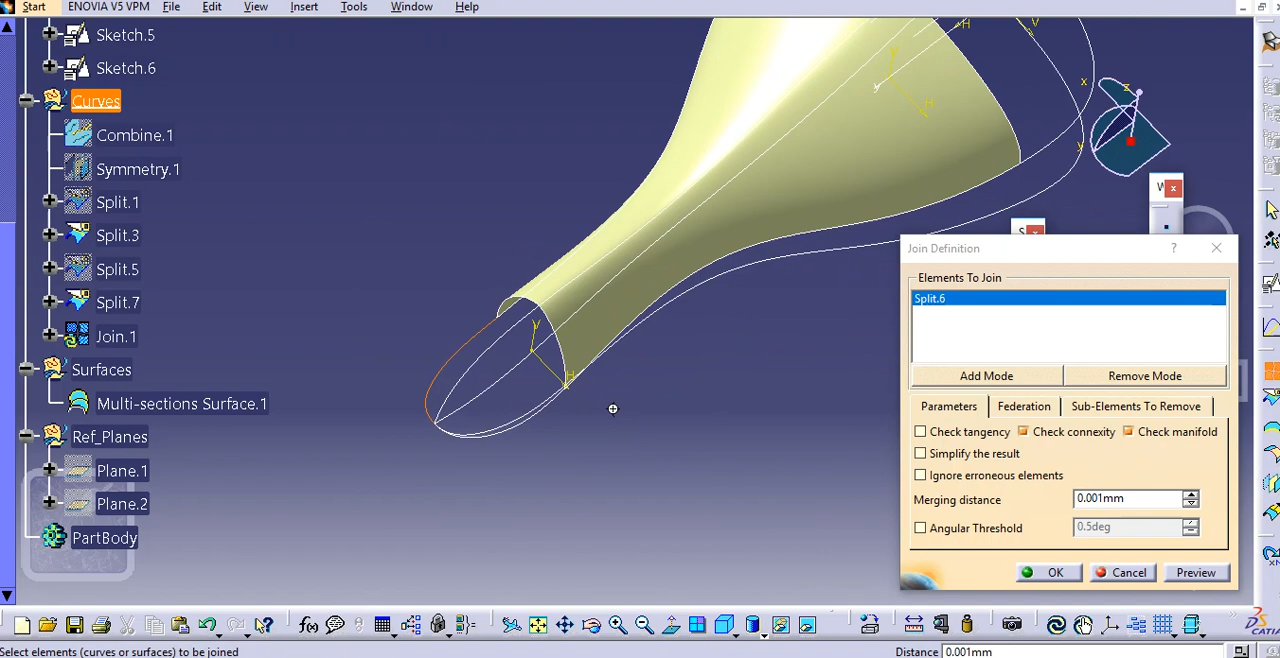 Start ENOVIA V5 VPM File Edit View Insert Tools Window Help
Sketch.5
Sketch.6
Curves
Combine.1
Symmetry.1
Split.1
Split.3
Split.5
Split.7
Join.1
Surfaces
Multi-sections Surface.1
Ref_Planes
Plane.1
Plane.2
PartBody
H
V
y
y
H
x
z
y
V
H
W
S
Join Definition ?
Elements To Join
Split.6
Add Mode Remove Mode
Parameters Federation Sub-Elements To Remove
Check tangency Check connexity Check manifold
Simplify the result
Ignore erroneous elements
Merging distance 0.001mm
Angular Threshold 0.5deg
OK Cancel Preview
f(x)
Select elements (curves or surfaces) to be joined Distance 0.001mm